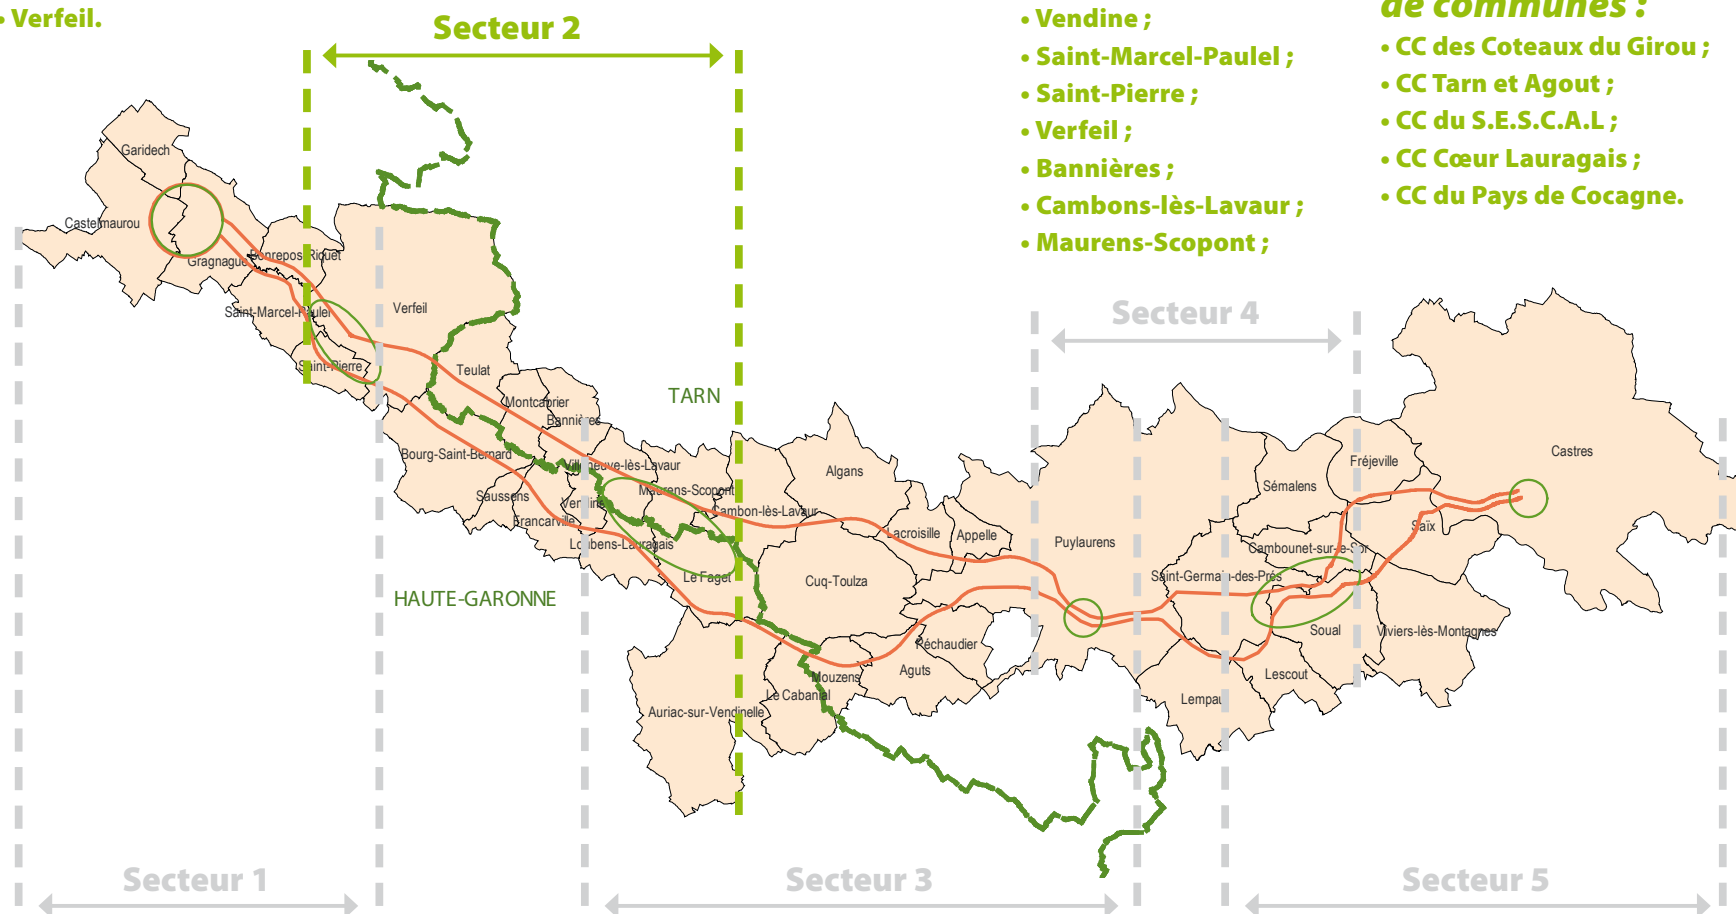 • Verfeil.
Secteur 2
• Vendine ;
• Saint-Marcel-Paulel ;
• Saint-Pierre ;
• Verfeil ;
• Bannières ;
• Cambons-lès-Lavaur ;
• Maurens-Scopont ;
de communes :
• CC des Coteaux du Girou ;
• CC Tarn et Agout ;
• CC du S.E.S.C.A.L ;
• CC Cœur Lauragais ;
• CC du Pays de Cocagne.
Garidech
Castelmaurou
Gragnague
Bonrepos-Riquet
Saint-Marcel-Paulel
Verfeil
Saint-Pierre
Teulat
TARN
Montcabrier
Bannières
Bourg-Saint-Bernard
Villeneuve-lès-Lavaur
Saussens
Vendine
Maurens-Scopont
Francarville
Cambon-lès-Lavaur
Loubens-Lauragais
Le Faget
HAUTE-GARONNE
Algans
Lacroisille
Appelle
Cuq-Toulza
Péchaudier
Aguts
Mouzens
Le Cabanial
Auriac-sur-Vendinelle
Secteur 4
Puylaurens
Sémalens
Fréjeville
Castres
Saïx
Cambounet-sur-le-Sor
Saint-Germain-des-Prés
Soual
Viviers-lès-Montagnes
Lescout
Lempaut
Secteur 1
Secteur 3
Secteur 5